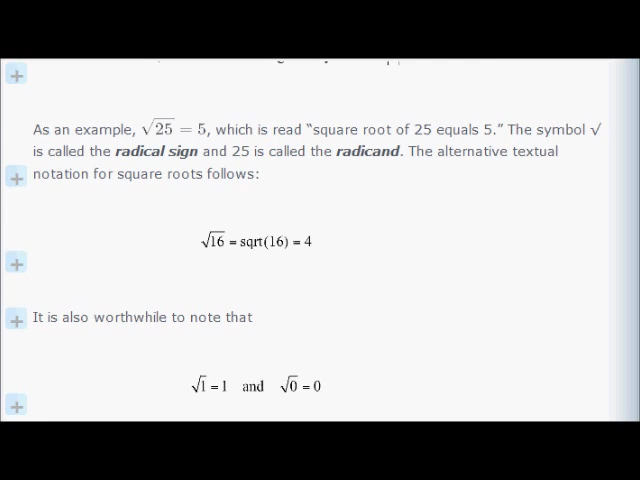 As an example, √25 = 5, which is read “square root of 25 equals 5.” The symbol √
is called the radical sign and 25 is called the radicand. The alternative textual
notation for square roots follows:
√16 = sqrt(16) = 4
It is also worthwhile to note that
√1 = 1 and √0 = 0